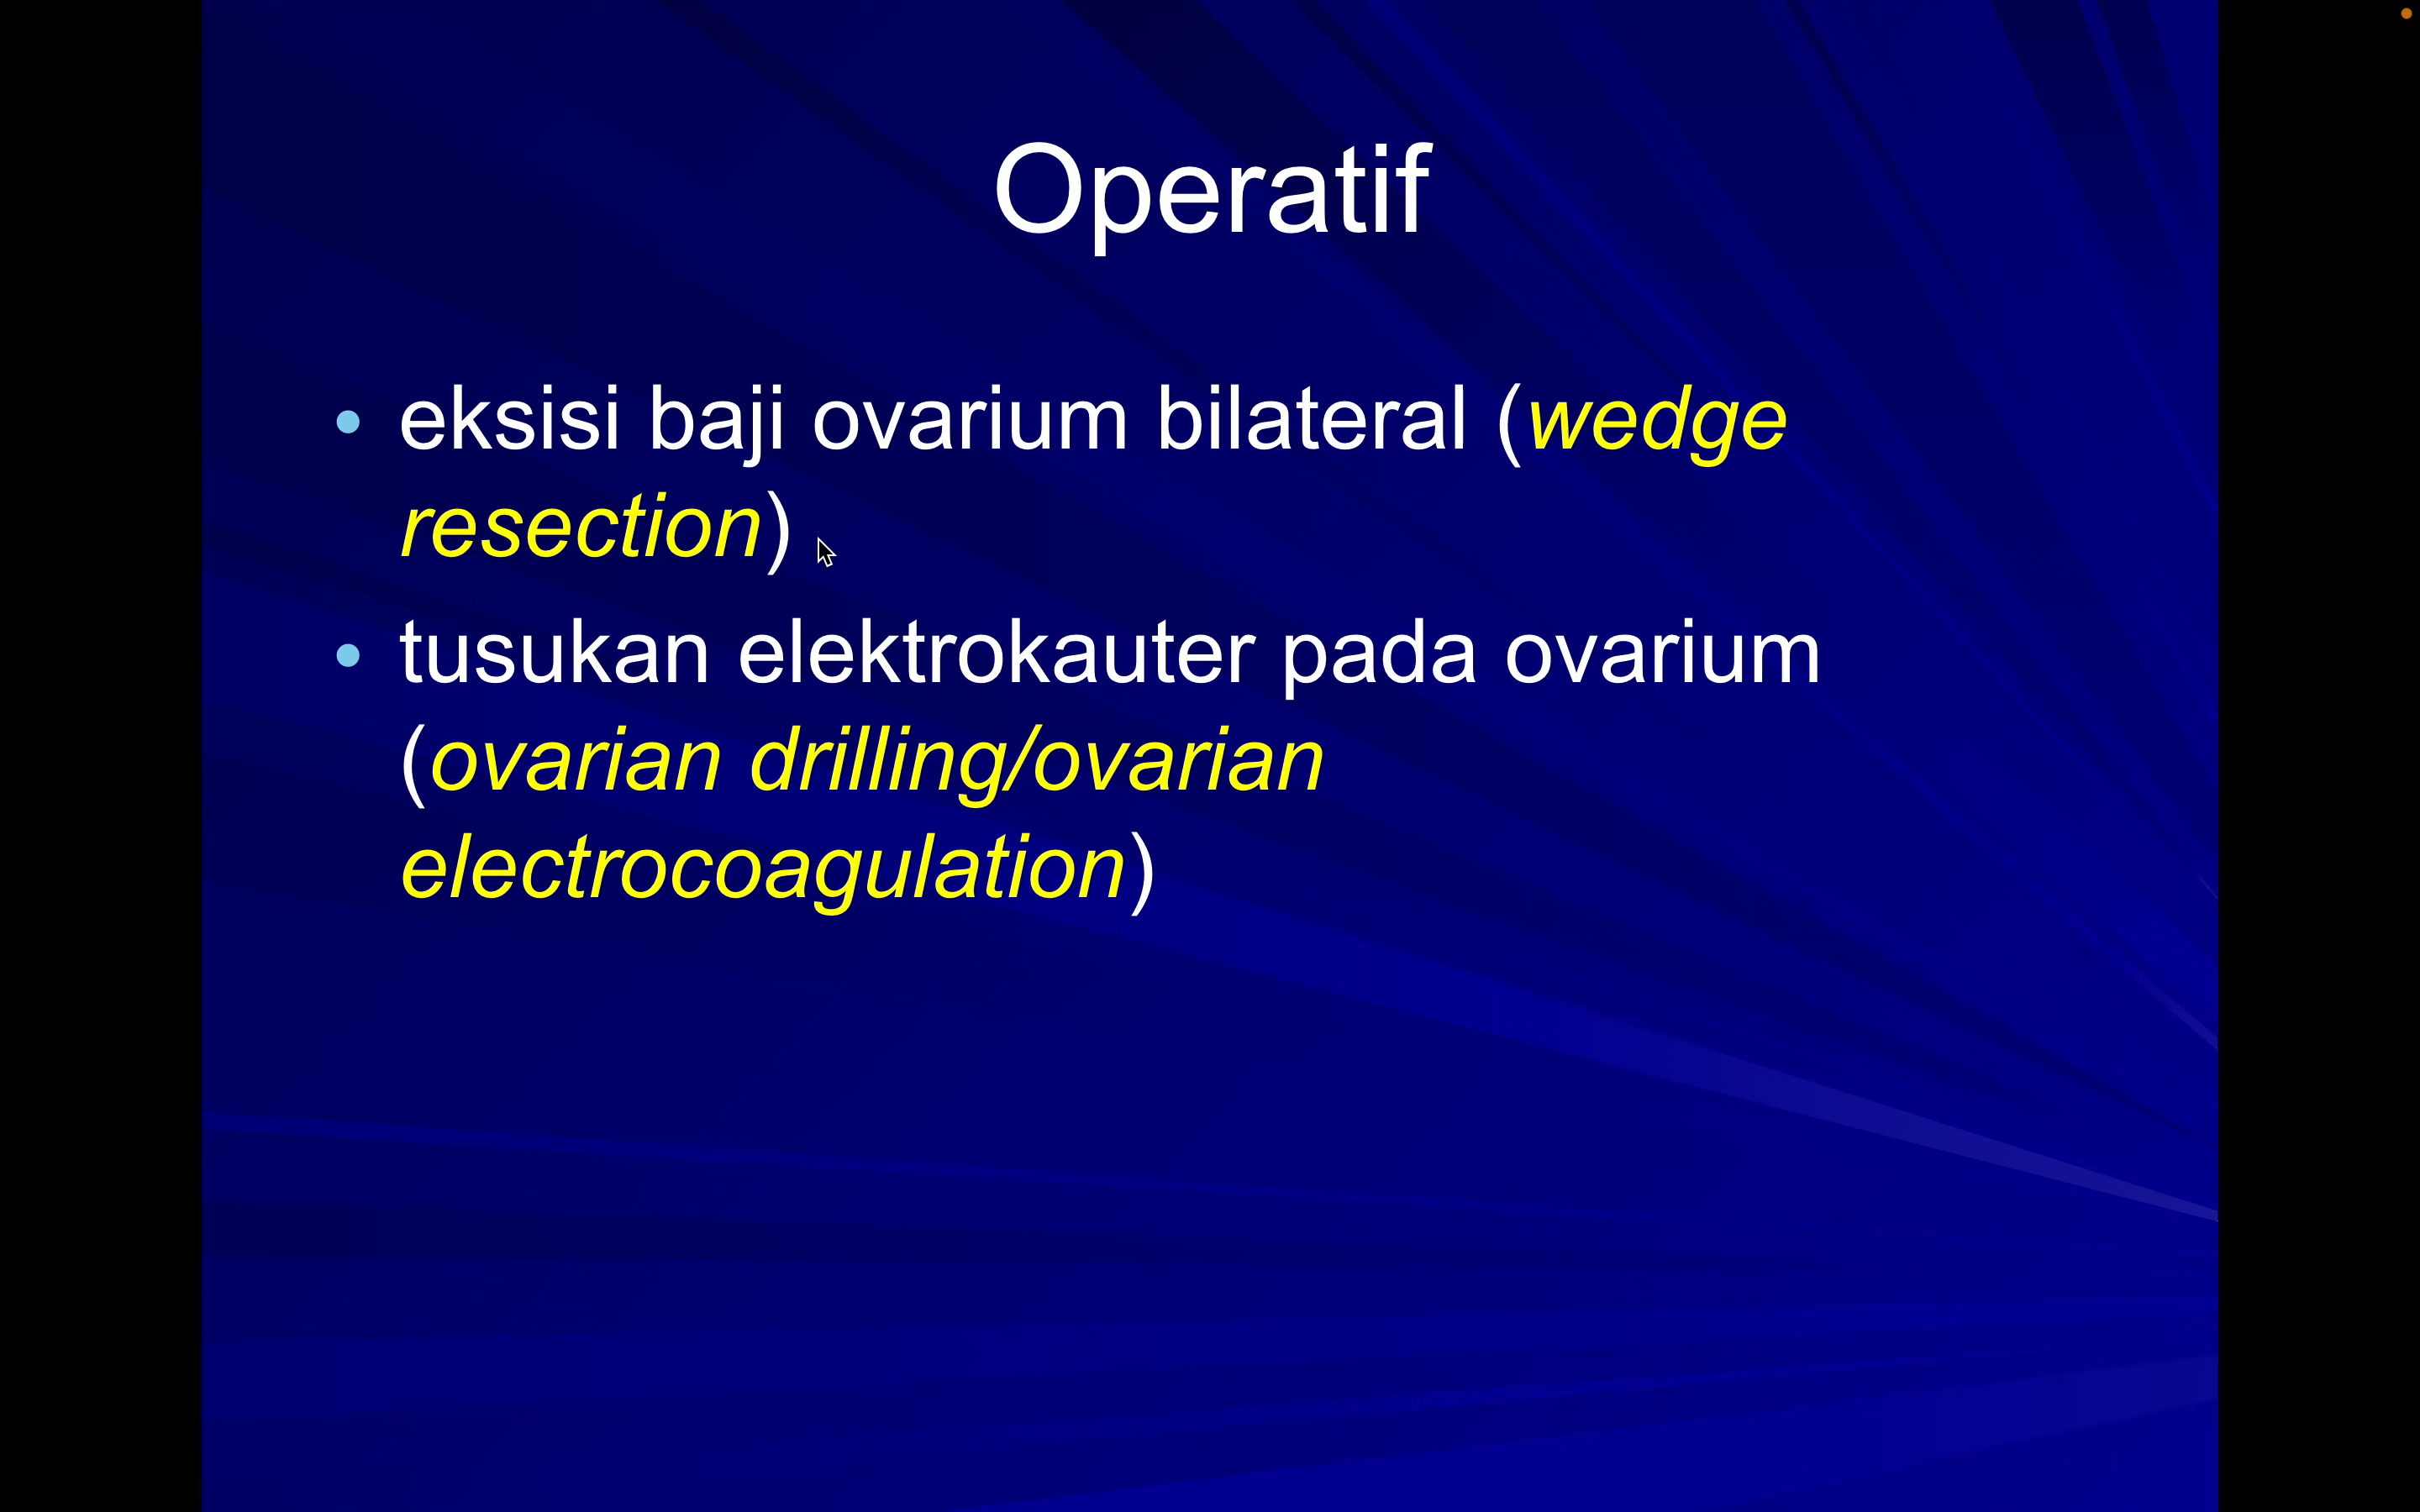 Operatif
• eksisi baji ovarium bilateral (wedge
resection)
• tusukan elektrokauter pada ovarium
(ovarian drilling/ovarian
electrocoagulation)